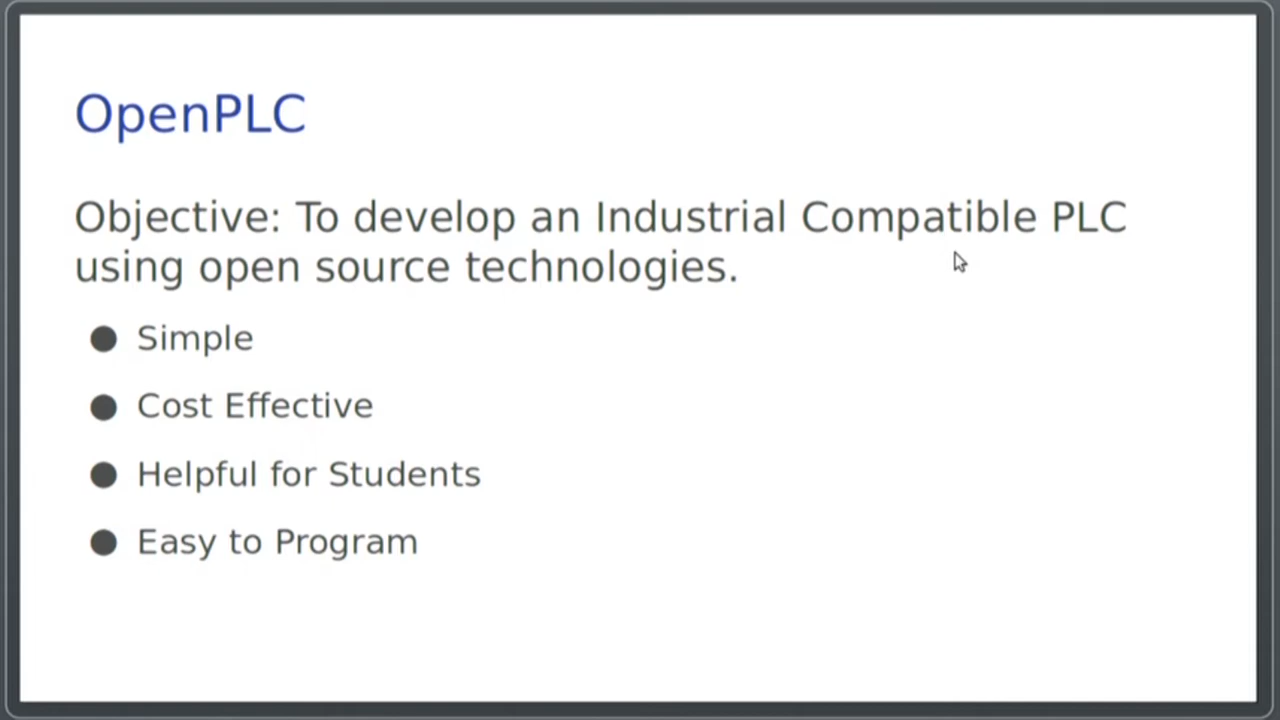 OpenPLC
Objective: To develop an Industrial Compatible PLC
using open source technologies.
● Simple
● Cost Effective
● Helpful for Students
● Easy to Program